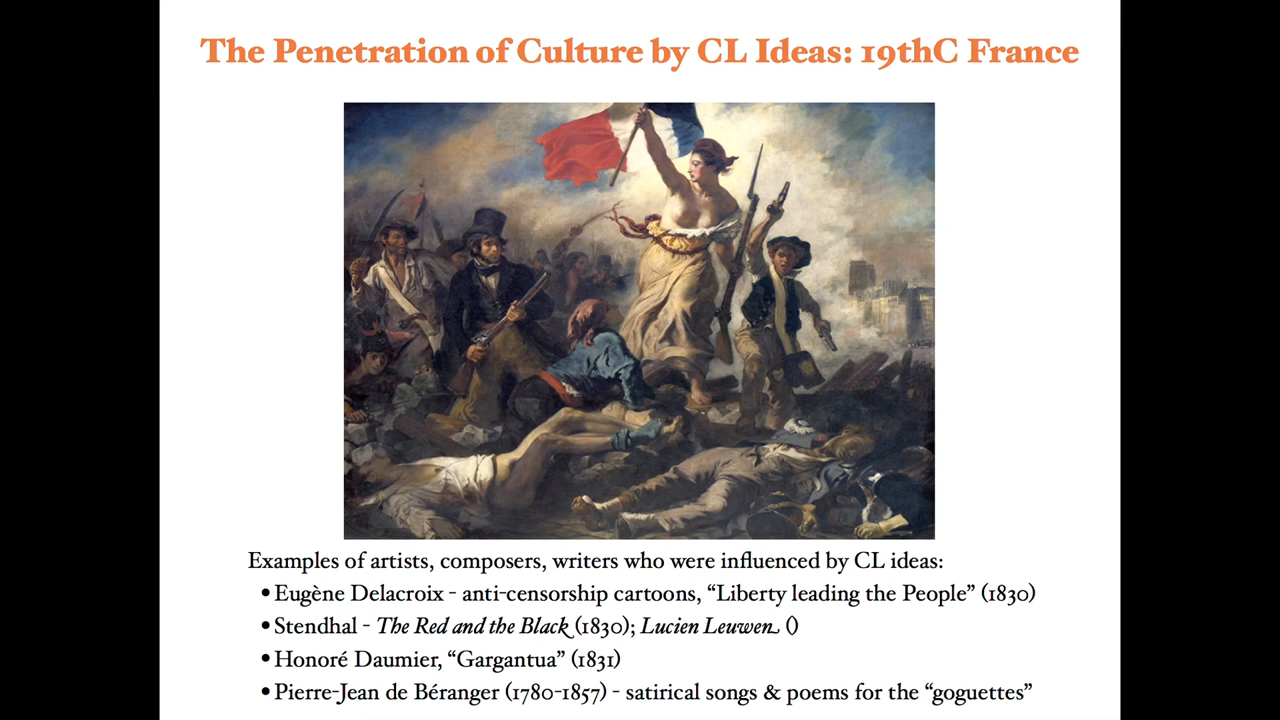 The Penetration of Culture by CL Ideas: 19thC France
Examples of artists, composers, writers who were influenced by CL ideas:
• Eugène Delacroix - anti-censorship cartoons, “Liberty leading the People” (1830)
• Stendhal - The Red and the Black (1830); Lucien Leuwen ()
• Honoré Daumier, “Gargantua” (1831)
• Pierre-Jean de Béranger (1780-1857) - satirical songs & poems for the “goguettes”